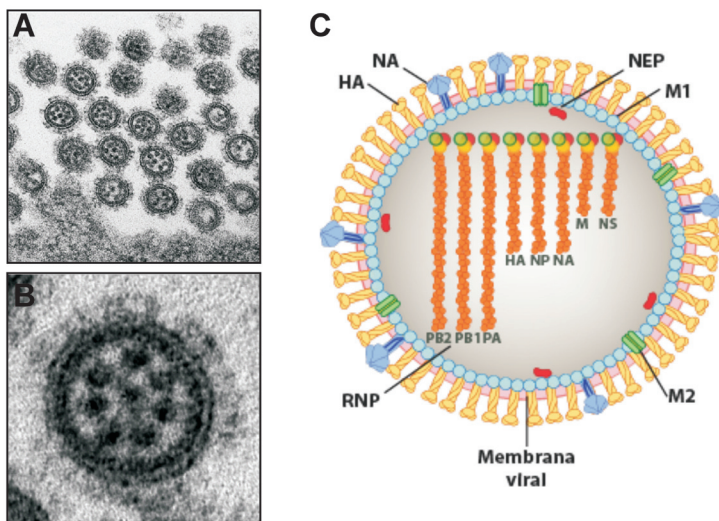 A
B
C
NA
HA
NEP
M1
M NS
HA NP NA
PB2 PB1 PA
RNP
M2
Membrana
viral